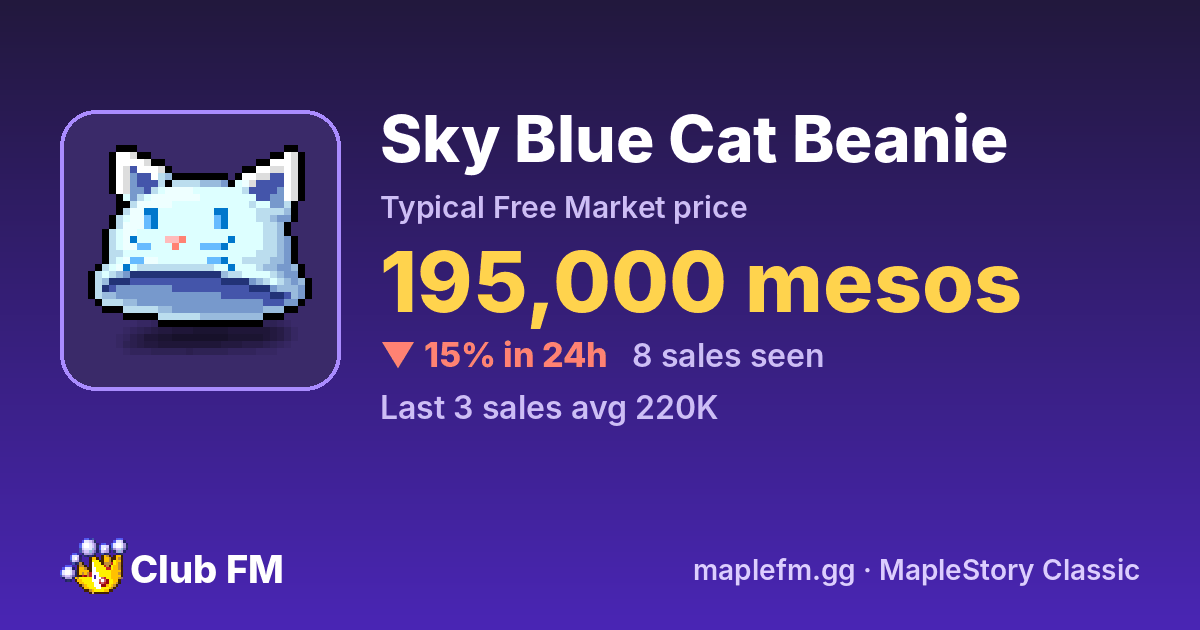 Sky Blue Cat Beanie
Typical Free Market price
195,000 mesos
▼ 15% in 24h 8 sales seen
Last 3 sales avg 220K
Club FM
maplefm.gg · MapleStory Classic